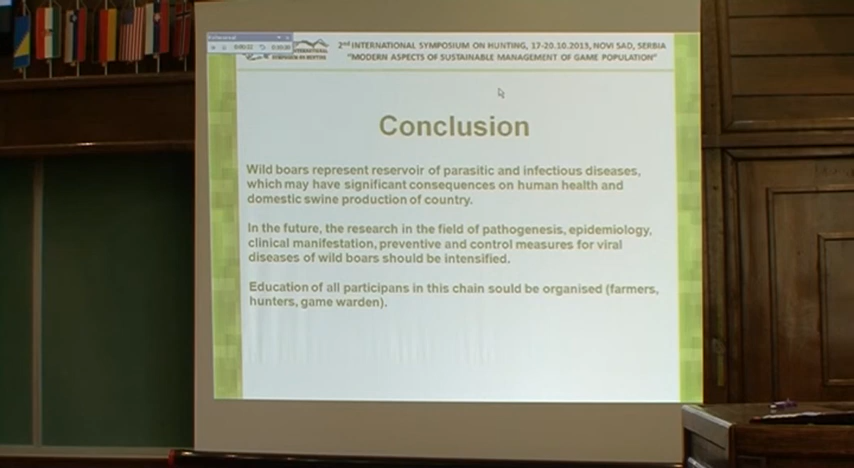 2nd INTERNATIONAL SYMPOSIUM ON HUNTING, 17-20.10.2013, NOVI SAD, SERBIA
"MODERN ASPECTS OF SUSTAINABLE MANAGEMENT OF GAME POPULATION"
SYMPOSIUM ON HUNTING
Conclusion
Wild boars represent reservoir of parasitic and infectious diseases,
which may have significant consequences on human health and
domestic swine production of country.
In the future, the research in the field of pathogenesis, epidemiology,
clinical manifestation, preventive and control measures for viral
diseases of wild boars should be intensified.
Education of all participans in this chain sould be organised (farmers,
hunters, game warden).